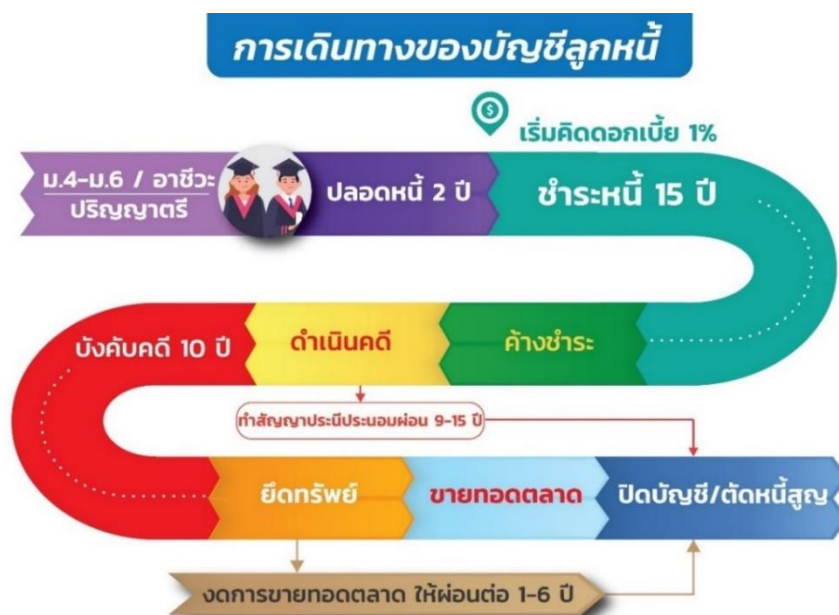 การเดินทางของบัญชีลูกหนี้
$
เริ่มคิดดอกเบี้ย 1%
ม.4-ม.6 / อาชีวะ
ปริญญาตรี
ปลอดหนี้ 2 ปี
ชำระหนี้ 15 ปี
บังคับคดี 10 ปี
ดำเนินคดี
ค้างชำระ
ทำสัญญาประนีประนอมผ่อน 9-15 ปี
ยึดทรัพย์
ขายทอดตลาด
ปิดบัญชี/ตัดหนี้สูญ
งดการขายทอดตลาด ให้ผ่อนต่อ 1-6 ปี